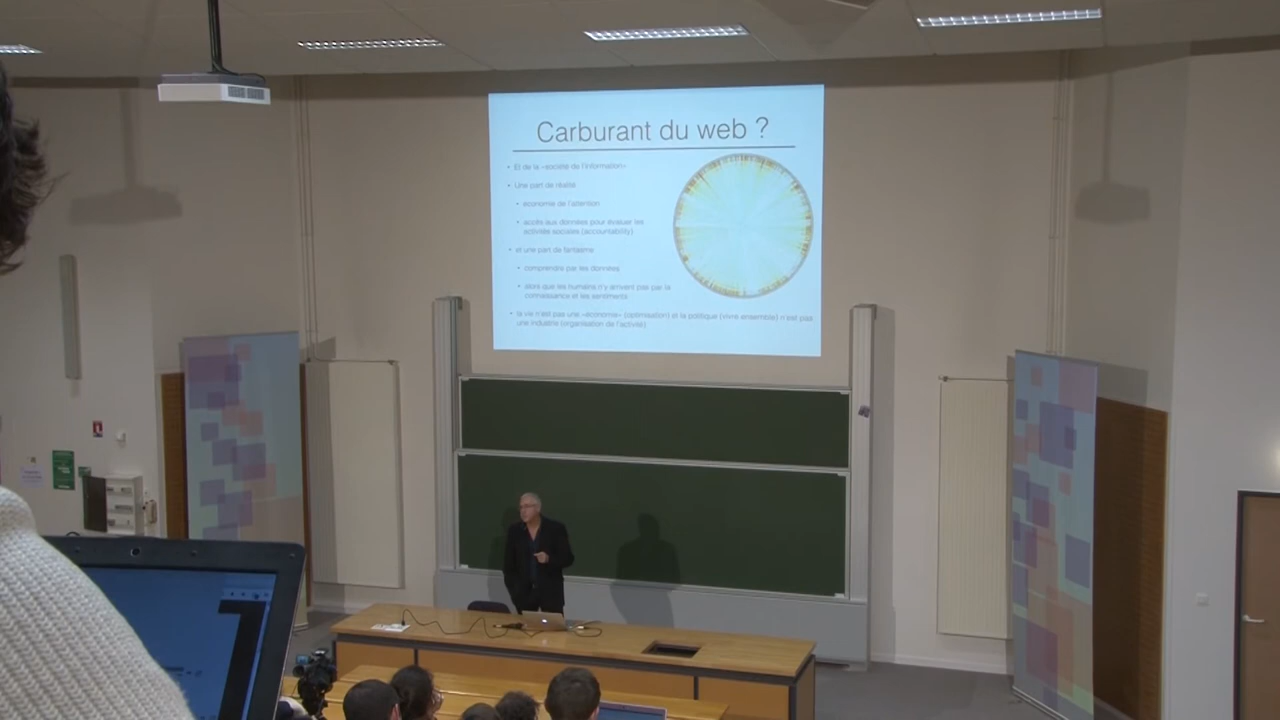 Carburant du web ?
• Et de la «société de l'information»
• Une part de réalité
• économie de l'attention
• accès aux données pour évaluer les
activités sociales (accountability)
• et une part de fantasme
• comprendre par les données
• alors que les humains n'y arrivent pas par la
connaissance et les sentiments
• la vie n'est pas une «économie» (optimisation) et la politique (vivre ensemble) n'est pas
une industrie (organisation de l'activité)